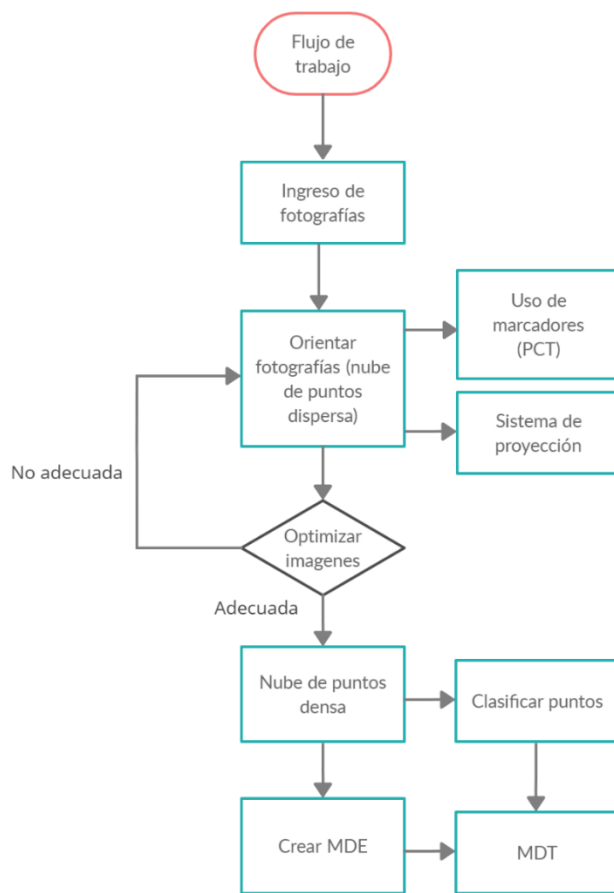 Flujo de
trabajo
Ingreso de
fotografías
Orientar
fotografías (nube
de puntos
dispersa)
Uso de
marcadores
(PCT)
Sistema de
proyección
No adecuada
Optimizar
imagenes
Adecuada
Nube de puntos
densa
Clasificar puntos
Crear MDE
MDT